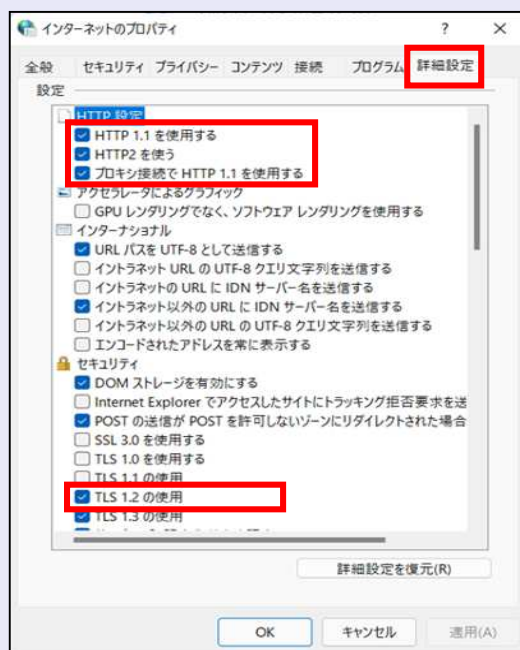 インターネットのプロパティ ? ×
全般 セキュリティ プライバシー コンテンツ 接続 プログラム 詳細設定
設定
HTTP 設定
HTTP 1.1 を使用する
HTTP2 を使う
プロキシ接続で HTTP 1.1 を使用する
アクセラレータによるグラフィック
GPU レンダリングでなく、ソフトウェア レンダリングを使用する
インターナショナル
URL パスを UTF-8 として送信する
イントラネット URL の UTF-8 クエリ文字列を送信する
イントラネットの URL に IDN サーバー名を送信する
イントラネット以外の URL に IDN サーバー名を送信する
イントラネット以外の URL の UTF-8 クエリ文字列を送信する
エンコードされたアドレスを常に表示する
セキュリティ
DOM ストレージを有効にする
Internet Explorer でアクセスしたサイトにトラッキング拒否要求を送
POST の送信が POST を許可しないゾーンにリダイレクトされた場合
SSL 3.0 を使用する
TLS 1.0 を使用する
TLS 1.1 の使用
TLS 1.2 の使用
TLS 1.3 の使用
詳細設定を復元(R)
OK キャンセル 適用(A)